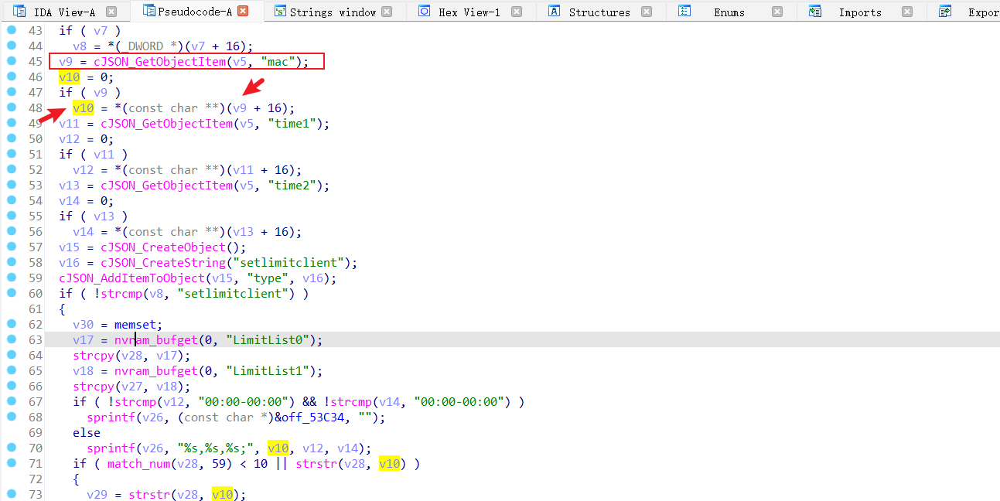 IDA View-A Pseudocode-A Strings window Hex View-1 Structures Enums Imports Expor
43 if ( v7 )
44 v8 = *(_DWORD *)(v7 + 16);
45 v9 = cJSON_GetObjectItem(v5, "mac");
46 v10 = 0;
47 if ( v9 )
48 v10 = *(const char **)(v9 + 16);
49 v11 = cJSON_GetObjectItem(v5, "time1");
50 v12 = 0;
51 if ( v11 )
52 v12 = *(const char **)(v11 + 16);
53 v13 = cJSON_GetObjectItem(v5, "time2");
54 v14 = 0;
55 if ( v13 )
56 v14 = *(const char **)(v13 + 16);
57 v15 = cJSON_CreateObject();
58 v16 = cJSON_CreateString("setlimitclient");
59 cJSON_AddItemToObject(v15, "type", v16);
60 if ( !strcmp(v8, "setlimitclient") )
61 {
62 v30 = memset;
63 v17 = nvram_bufget(0, "LimitList0");
64 strcpy(v28, v17);
65 v18 = nvram_bufget(0, "LimitList1");
66 strcpy(v27, v18);
67 if ( !strcmp(v12, "00:00-00:00") && !strcmp(v14, "00:00-00:00") )
68 sprintf(v26, (const char *)&off_53C34, "");
69 else
70 sprintf(v26, "%s,%s,%s;", v10, v12, v14);
71 if ( match_num(v28, 59) < 10 || strstr(v28, v10) )
72 {
73 v29 = strstr(v28, v10);